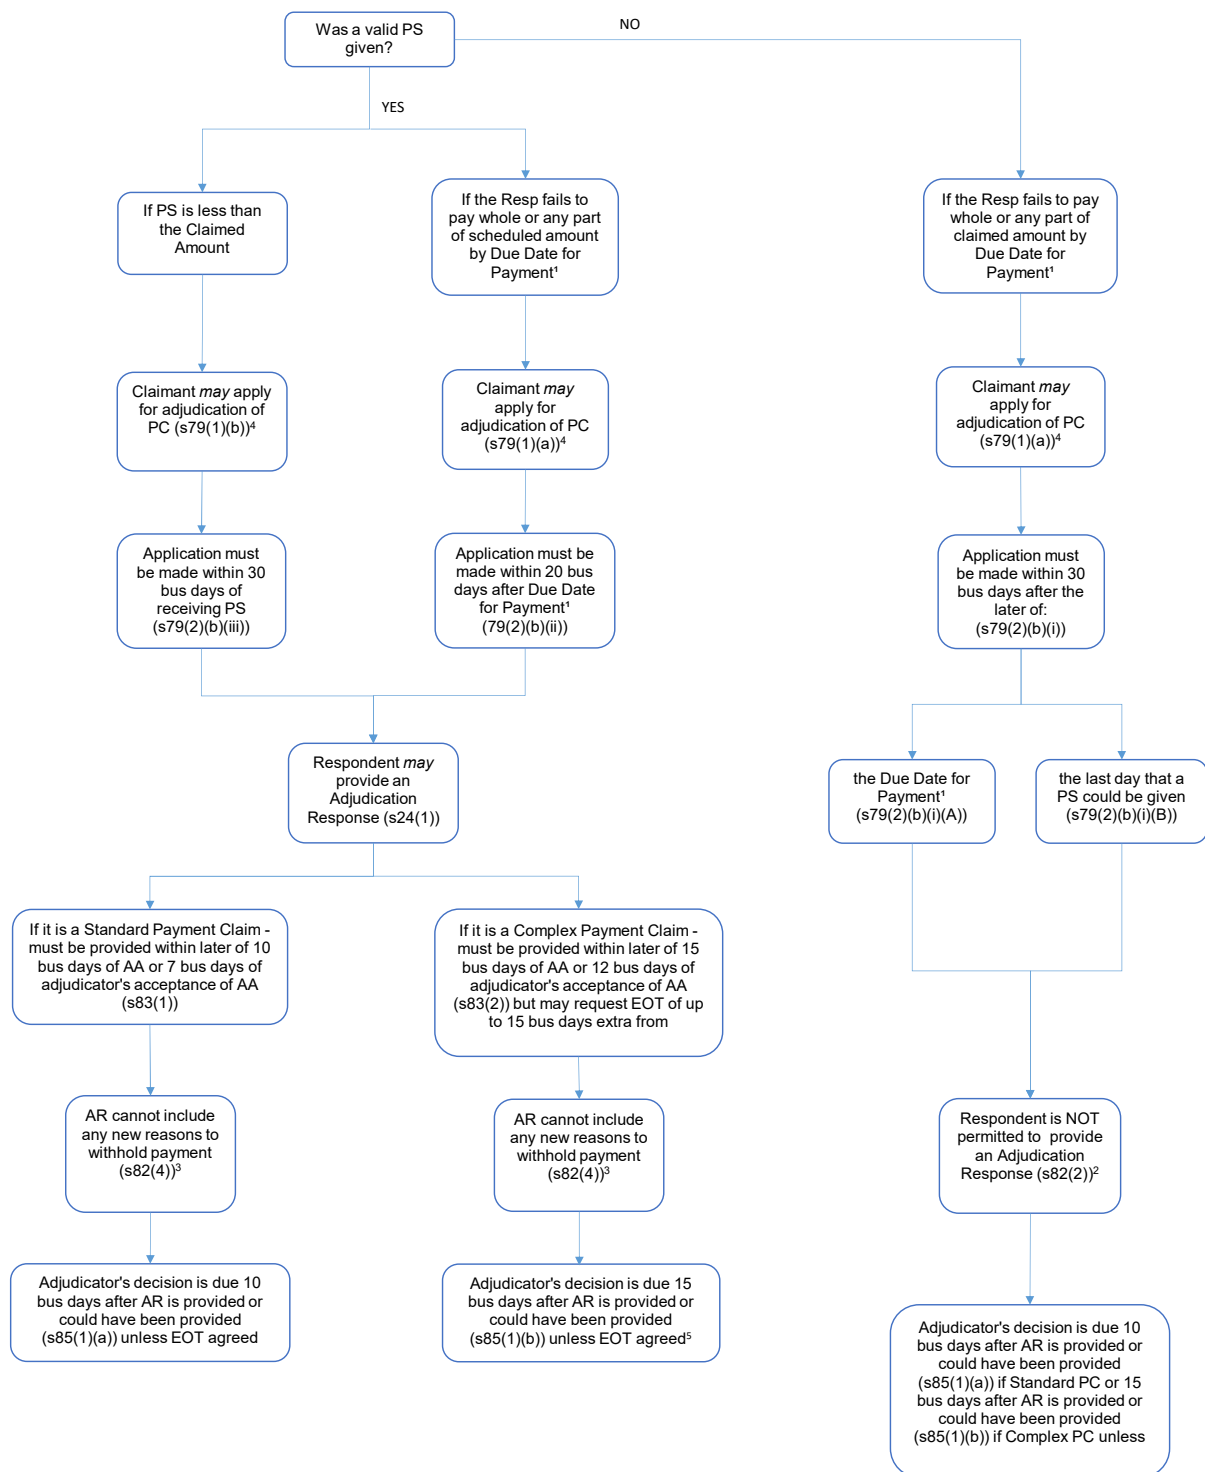 Was a valid PS
given?
NO
YES
If PS is less than
the Claimed
Amount
If the Resp fails to
pay whole or any part
of scheduled amount
by Due Date for
Payment¹
If the Resp fails to pay
whole or any part of
claimed amount by
Due Date for
Payment¹
Claimant may apply
for adjudication of
PC (s79(1)(b))⁴
Claimant may
apply for
adjudication of PC
(s79(1)(a))⁴
Claimant may
apply for
adjudication of PC
(s79(1)(a))⁴
Application must
be made within 30
bus days of
receiving PS
(s79(2)(b)(iii))
Application must be
made within 20 bus
days after Due Date
for Payment¹
(79(2)(b)(ii))
Application must
be made within 30
bus days after the
later of:
(s79(2)(b)(i))
Respondent may
provide an
Adjudication
Response (s24(1))
the Due Date for
Payment¹
(s79(2)(b)(i)(A))
the last day that a
PS could be given
(s79(2)(b)(i)(B))
If it is a Standard Payment Claim -
must be provided within later of 10
bus days of AA or 7 bus days of
adjudicator's acceptance of AA
(s83(1))
If it is a Complex Payment Claim -
must be provided within later of 15
bus days of AA or 12 bus days of
adjudicator's acceptance of AA
(s83(2)) but may request EOT of up
to 15 bus days extra from
AR cannot include
any new reasons to
withhold payment
(s82(4))³
AR cannot include
any new reasons to
withhold payment
(s82(4))³
Respondent is NOT
permitted to provide
an Adjudication
Response (s82(2))²
Adjudicator's decision is due 10
bus days after AR is provided or
could have been provided
(s85(1)(a)) unless EOT agreed
Adjudicator's decision is due 15
bus days after AR is provided or
could have been provided
(s85(1)(b)) unless EOT agreed⁵
Adjudicator's decision is due 10
bus days after AR is provided or
could have been provided
(s85(1)(a)) if Standard PC or 15
bus days after AR is provided or
could have been provided
(s85(1)(b)) if Complex PC unless